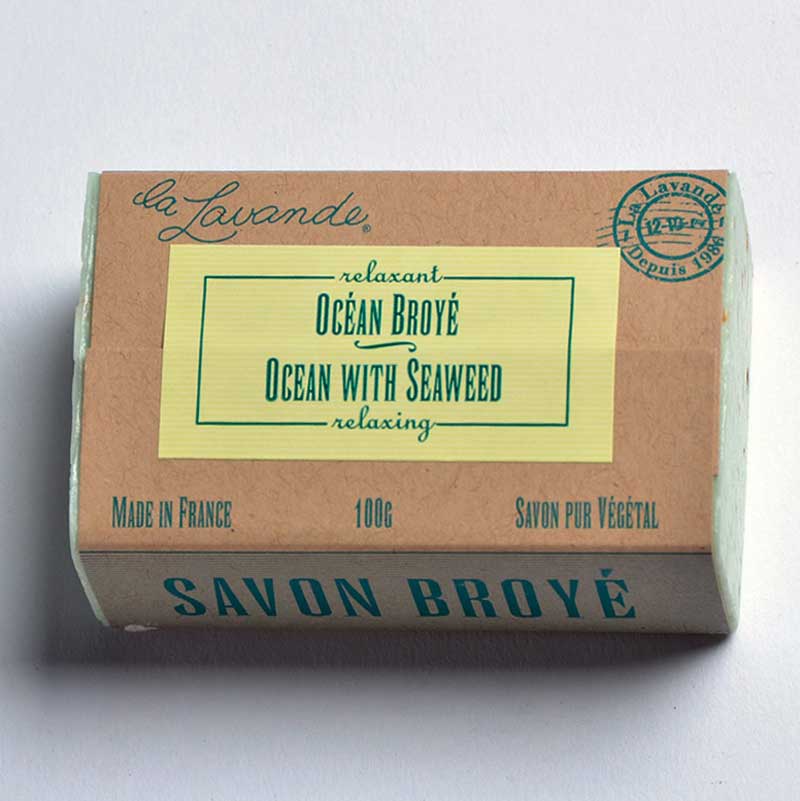 la Lavande®
La Lavande
Depuis 1986
relaxant
OCÉAN BROYÉ
OCEAN WITH SEAWEED
relaxing
MADE IN FRANCE 100G SAVON PUR VÉGÉTAL
SAVON BROYÉ